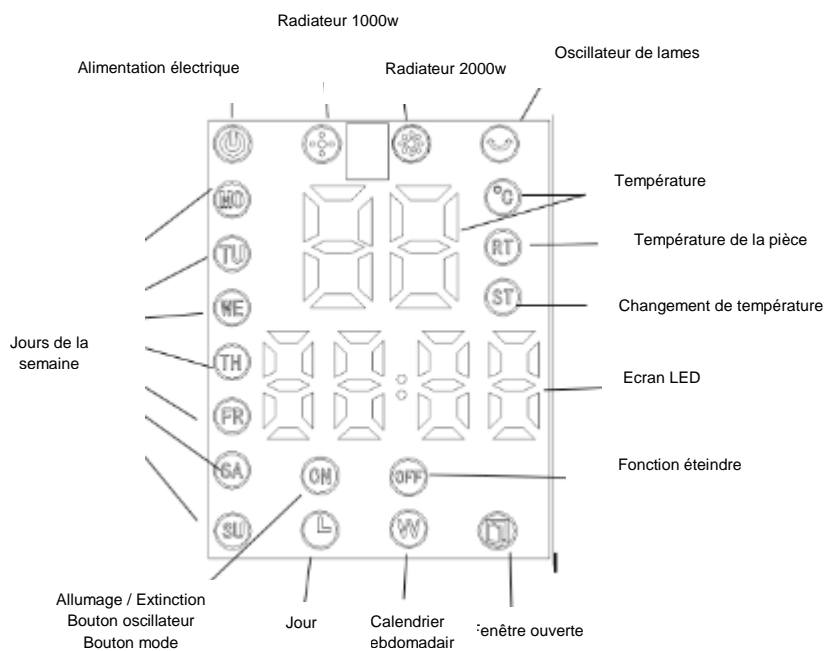 Radiateur 1000w
Oscillateur de lames
Alimentation électrique
Radiateur 2000w
MO
°C
Température
TU
RT
Température de la pièce
WE
ST
Changement de température
Jours de la
semaine
TH
Ecran LED
FR
SA
ON
OFF
Fonction éteindre
SU
W
Allumage / Extinction
Bouton oscillateur
Bouton mode
Jour
Calendrier
ebdomadair
enêtre ouverte